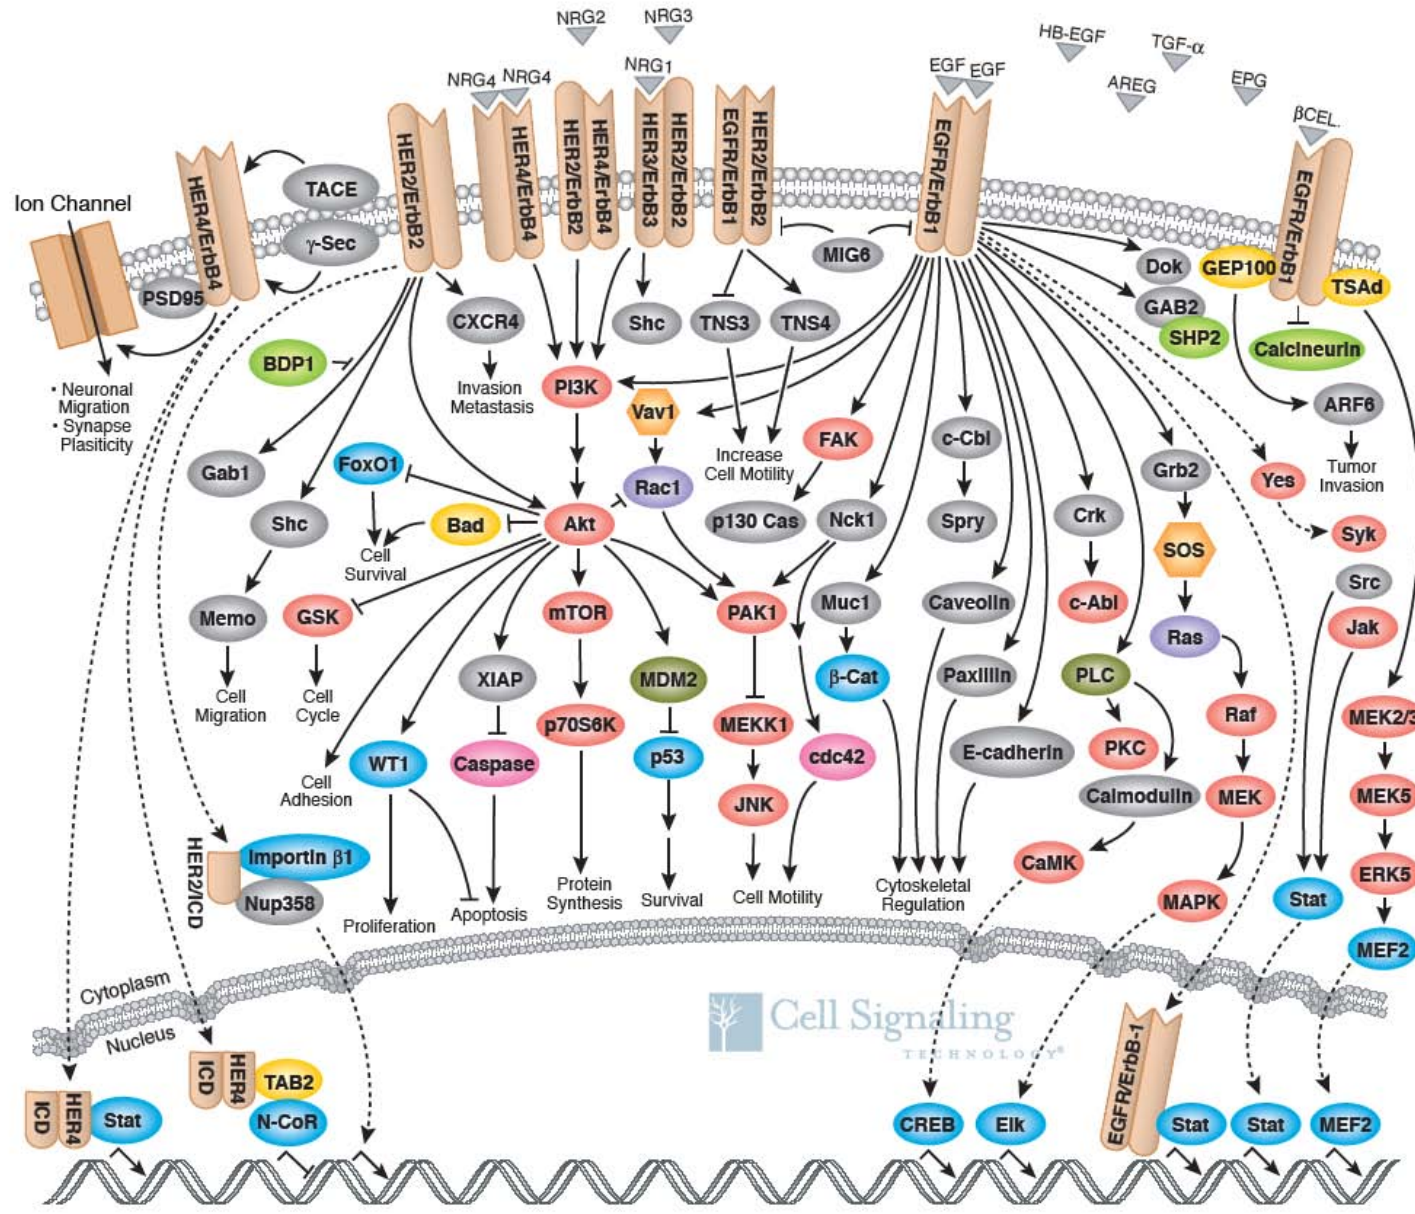 NRG2
NRG3
HB-EGF
TGF-α
NRG4
NRG4
NRG1
EGF
EGF
AREG
EPG
βCEL.
HER4/ErbB4
TACE
γ-Sec
HER2/ErbB2
HER4/ErbB4
HER2/ErbB2
HER4/ErbB4
HER3/ErbB3
HER2/ErbB2
EGFR/ErbB1
HER2/ErbB2
EGFR/ErbB1
EGFR/ErbB1
Ion Channel
MIG6
Dok
GEP100
TSAd
PSD95
GAB2
SHP2
Calcineurin
CXCR4
Shc
TNS3
TNS4
BDP1
• Neuronal
Migration
• Synapse
Plasiticity
Invasion
Metastasis
PI3K
Vav1
ARF6
Gab1
FoxO1
Rac1
Increase
Cell Motility
FAK
c-Cbl
Grb2
Yes
Tumor
Invasion
Shc
Bad
Akt
p130 Cas
Nck1
Spry
Crk
SOS
Syk
Cell
Survival
Src
Memo
GSK
mTOR
PAK1
Muc1
Caveolin
c-Abl
Ras
Jak
XIAP
MDM2
β-Cat
Paxillin
PLC
Cell
Migration
Cell
Cycle
p70S6K
MEKK1
Raf
MEK2/3
WT1
Caspase
p53
cdc42
E-cadherin
PKC
Cell
Adhesion
JNK
Calmodulin
MEK
MEK5
HER2/ICD
Importin β1
Nup358
CaMK
ERK5
Proliferation
Apoptosis
Protein
Synthesis
Survival
Cell Motility
Cytoskeletal
Regulation
MAPK
Stat
MEF2
Cytoplasm
Nucleus
Cell Signaling
TECHNOLOGY®
ICD
HER4
Stat
ICD
HER4
TAB2
N-CoR
CREB
Elk
EGFR/ErbB-1
Stat
Stat
MEF2